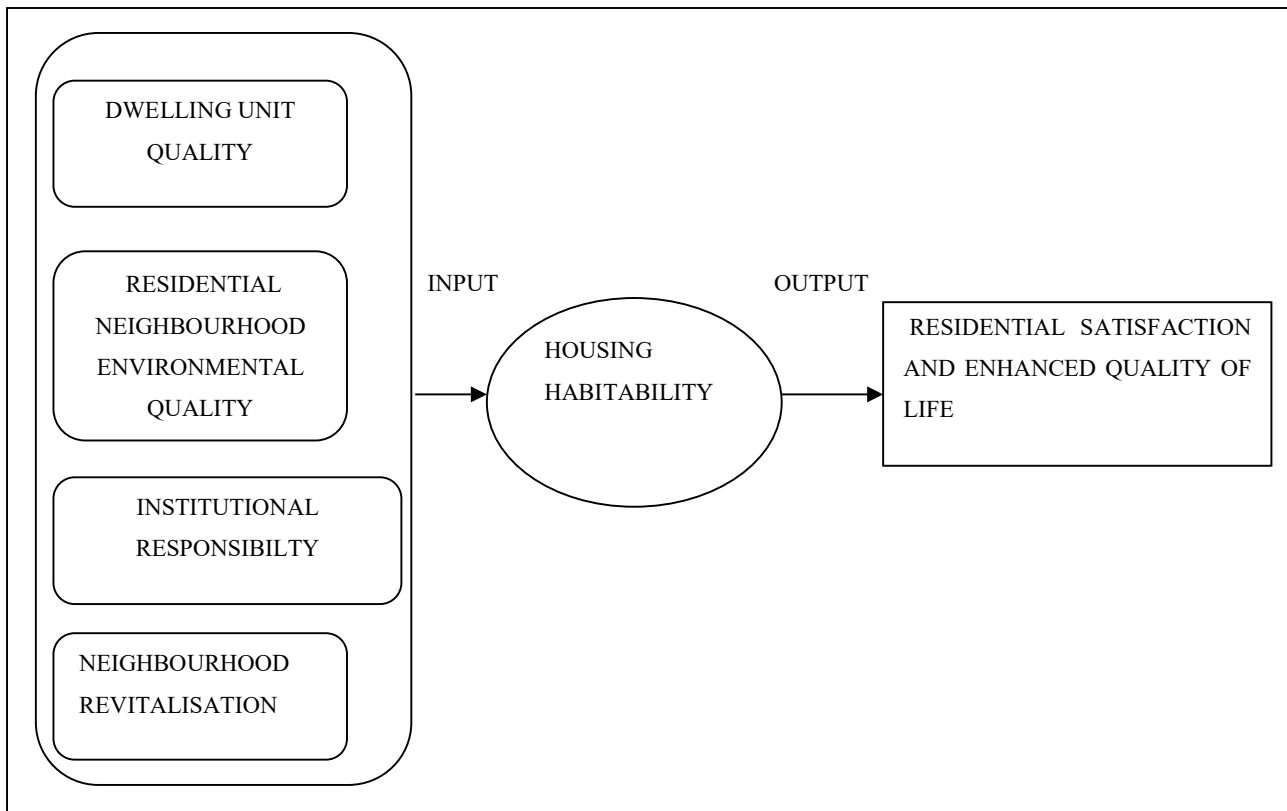 DWELLING UNIT
QUALITY
RESIDENTIAL
NEIGHBOURHOOD
ENVIRONMENTAL
QUALITY
INSTITUTIONAL
RESPONSIBILTY
NEIGHBOURHOOD
REVITALISATION
INPUT
HOUSING
HABITABILITY
OUTPUT
RESIDENTIAL SATISFACTION
AND ENHANCED QUALITY OF
LIFE